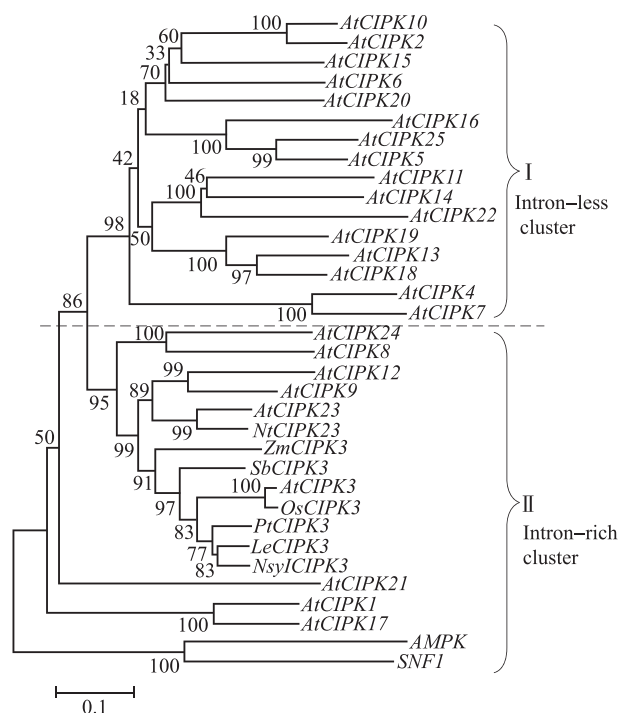 100
AtCIPK10
AtCIPK2
60
AtCIPK15
33
AtCIPK6
70
AtCIPK20
18
AtCIPK16
100
AtCIPK25
99
AtCIPK5
42
46
AtCIPK11
100
AtCIPK14
AtCIPK22
98
50
AtCIPK19
100
AtCIPK13
97
AtCIPK18
AtCIPK4
100
AtCIPK7
I
Intron–less
cluster
86
100
AtCIPK24
AtCIPK8
95
99
AtCIPK12
AtCIPK9
89
AtCIPK23
99
NtCIPK23
99
ZmCIPK3
91
SbCIPK3
97
100
AtCIPK3
OsCIPK3
83
PtCIPK3
77
LeCIPK3
83
NsyICIPK3
50
AtCIPK21
AtCIPK1
100
AtCIPK17
AMPK
100
SNF1
II
Intron–rich
cluster
0.1